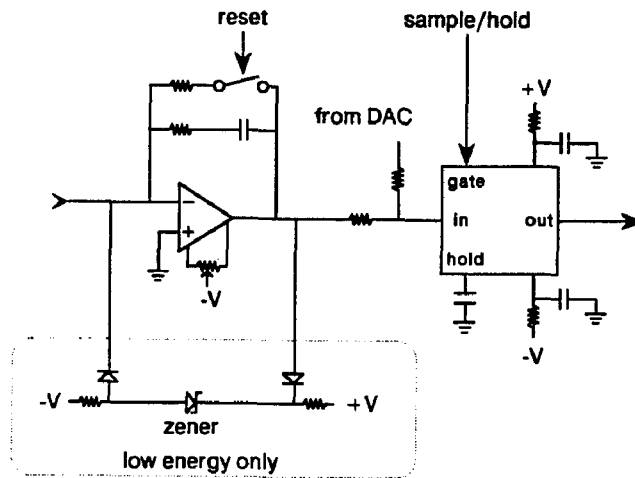 reset
sample/hold
+V
from DAC
gate
in
out
hold
−
+
-V
-V
-V
zener
+V
low energy only